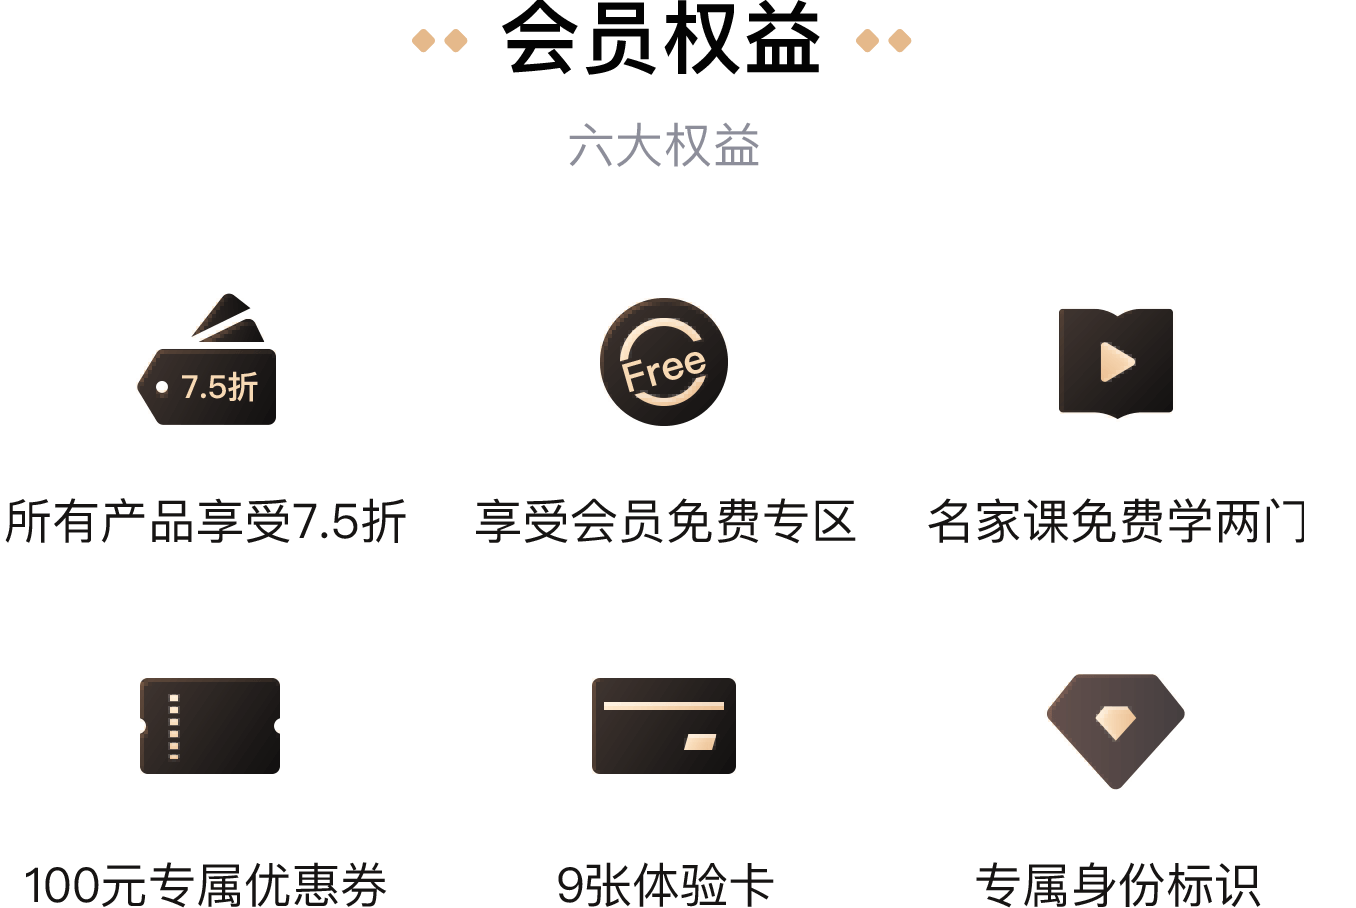 会员权益
六大权益
7.5折
Free
所有产品享受7.5折
享受会员免费专区
名家课免费学两门
100元专属优惠券
9张体验卡
专属身份标识